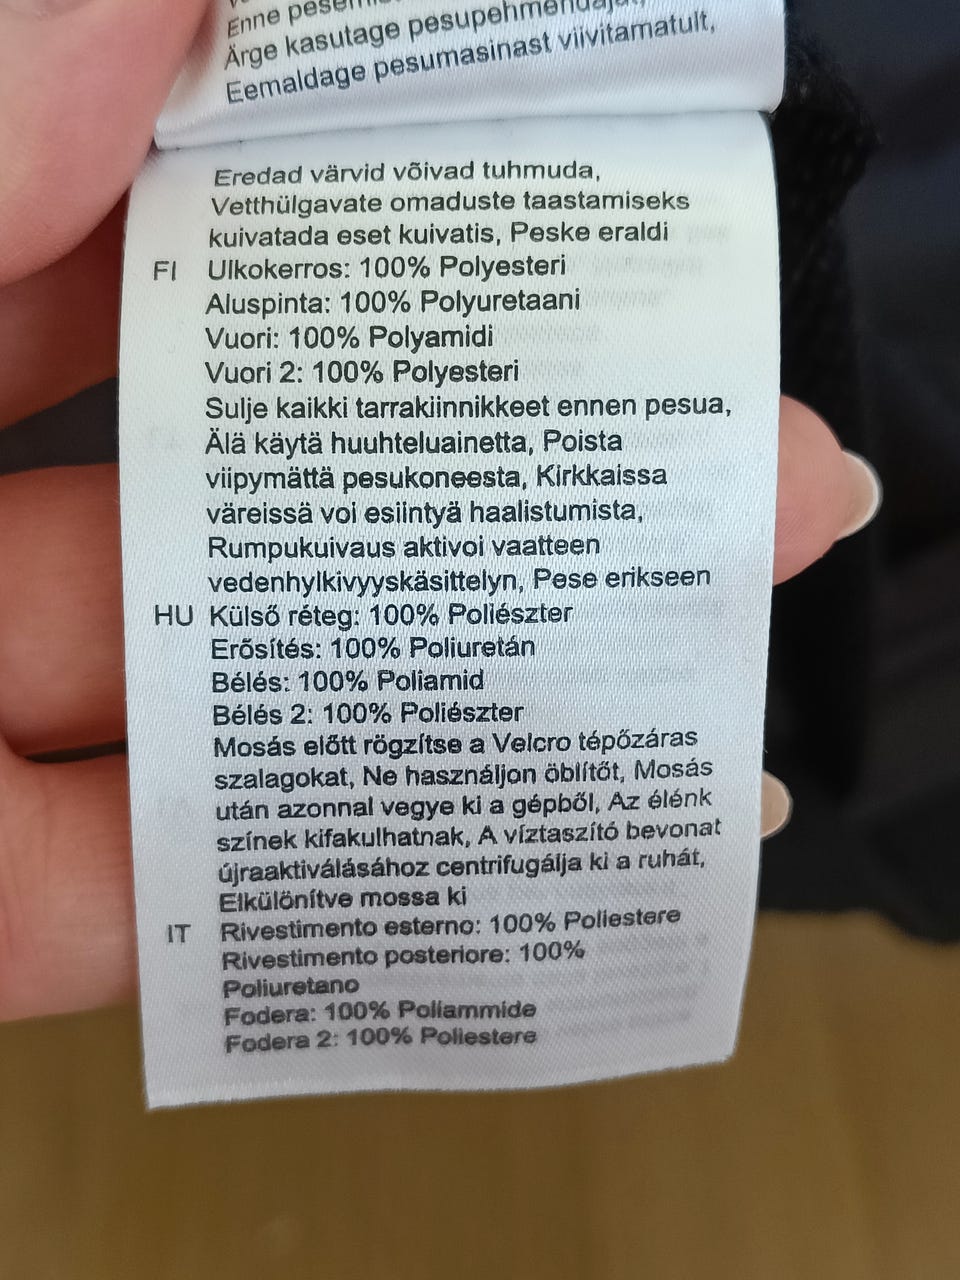 Enne
Ärge kasutage pesupehmendajat,
Eemaldage pesumasinast viivitamatult,
Eredad värvid võivad tuhmuda,
Vetthülgavate omaduste taastamiseks
kuivatada eset kuivatis, Peske eraldi
FI Ulkokerros: 100% Polyesteri
Aluspinta: 100% Polyuretaani
Vuori: 100% Polyamidi
Vuori 2: 100% Polyesteri
Sulje kaikki tarrakiinnikkeet ennen pesua,
Älä käytä huuhteluainetta, Poista
viipymättä pesukoneesta, Kirkkaissa
väreissä voi esiintyä haalistumista,
Rumpukuivaus aktivoi vaatteen
vedenhylkivyyskäsittelyn, Pese erikseen
HU Külső réteg: 100% Poliészter
Erősítés: 100% Poliuretán
Bélés: 100% Poliamid
Bélés 2: 100% Poliészter
Mosás előtt rögzítse a Velcro tépőzáras
szalagokat, Ne használjon öblítőt, Mosás
után azonnal vegye ki a gépből, Az élénk
színek kifakulhatnak, A víztaszító bevonat
újraaktiválásához centrifugálja ki a ruhát,
Elkülönítve mossa ki
IT Rivestimento esterno: 100% Poliestere
Rivestimento posteriore: 100%
Poliuretano
Fodera: 100% Poliammide
Fodera 2: 100% Poliestere